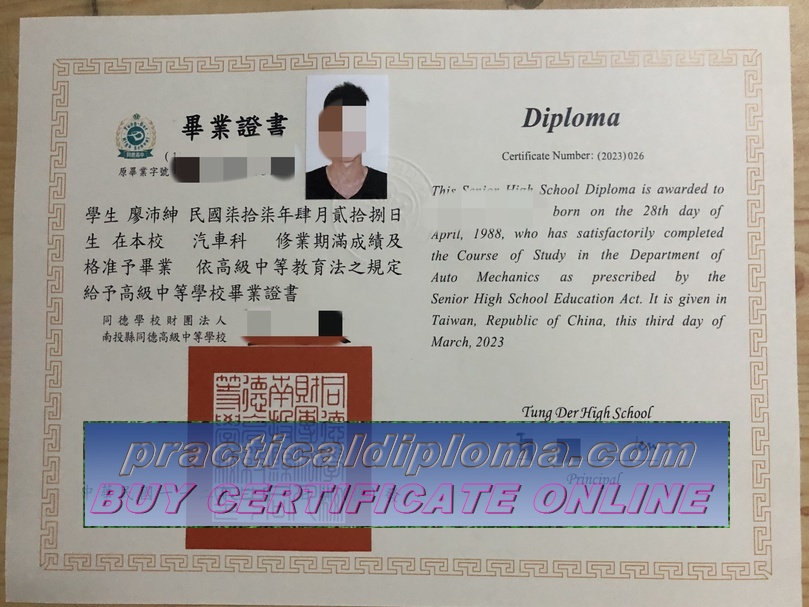 畢業證書
原畢業字號
學生 廖沛紳 民國柒拾柒年肆月貳拾捌日
生 在本校 汽車科 修業期滿成績及
格准予畢業 依高級中等教育法之規定
給予高級中等學校畢業證書
同德學校財團法人
南投縣同德高級中等學校
Diploma
Certificate Number: (2023)026
This Senior High School Diploma is awarded to
born on the 28th day of
April, 1988, who has satisfactorily completed
the Course of Study in the Department of
Auto Mechanics as prescribed by the
Senior High School Education Act. It is given in
Taiwan, Republic of China, this third day of
March, 2023
Tung Der High School
Principal
practicaldiploma.com
BUY CERTIFICATE ONLINE